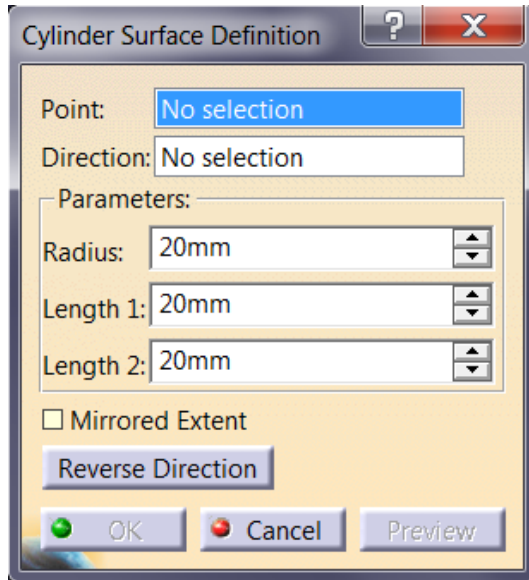 Cylinder Surface Definition ?
Point: No selection
Direction: No selection
Parameters:
Radius: 20mm
Length 1: 20mm
Length 2: 20mm
Mirrored Extent
Reverse Direction
OK Cancel Preview